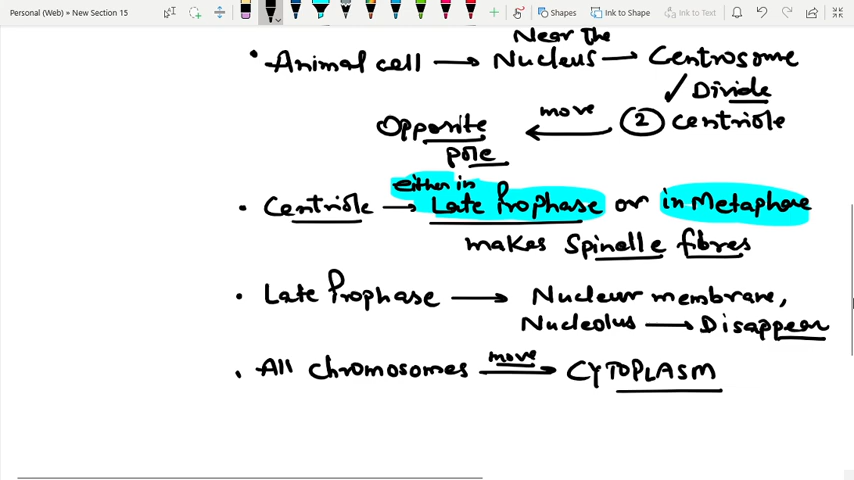 Personal (Web) » New Section 15
Shapes
Ink to Shape
Ink to Text
Near the
• Animal cell → Nucleus → Centrosome
✓ Divide
Opposite ← move ② centriole
pole
either in
• Centriole → Late Prophase or in Metaphase
makes Spindle fibres
• Late Prophase → Nuclear membrane,
Nucleolus → Disappear
• All chromosomes move → CYTOPLASM